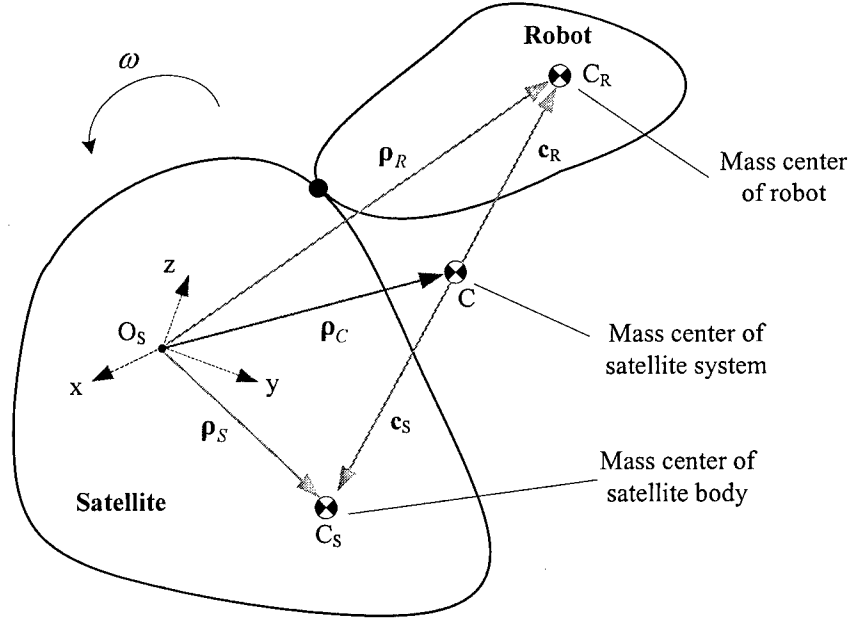 Robot
ω
C_R
ρ_R
c_R
Mass center
of robot
z
C
O_S
ρ_C
Mass center of
satellite system
x
y
ρ_S
c_S
Mass center of
satellite body
Satellite
C_S